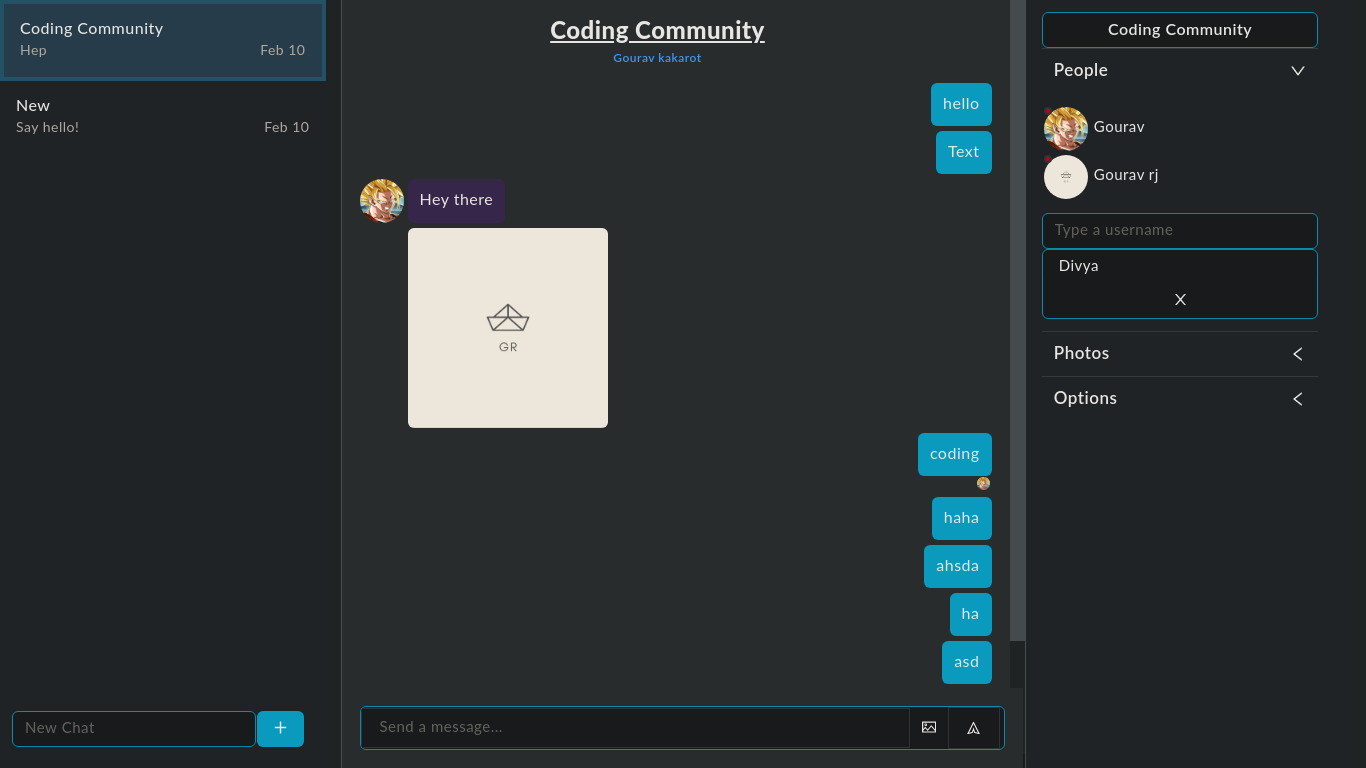 Coding Community
Hep Feb 10
New
Say hello! Feb 10
New Chat
+
Coding Community
Gourav kakarot
hello
Text
Hey there
GR
coding
haha
ahsda
ha
asd
Send a message...
Coding Community
People
Gourav
Gourav rj
Type a username
Divya
X
Photos
Options